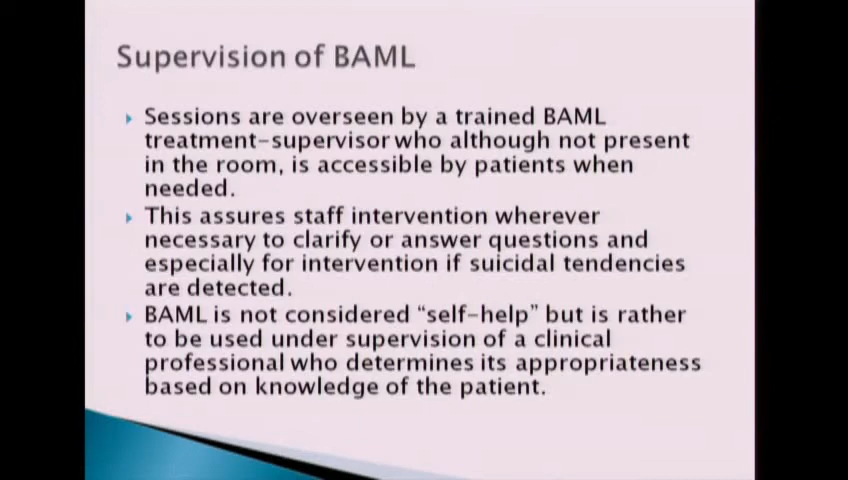 Supervision of BAML
Sessions are overseen by a trained BAML
treatment-supervisor who although not present
in the room, is accessible by patients when
needed.
This assures staff intervention wherever
necessary to clarify or answer questions and
especially for intervention if suicidal tendencies
are detected.
BAML is not considered “self-help” but is rather
to be used under supervision of a clinical
professional who determines its appropriateness
based on knowledge of the patient.